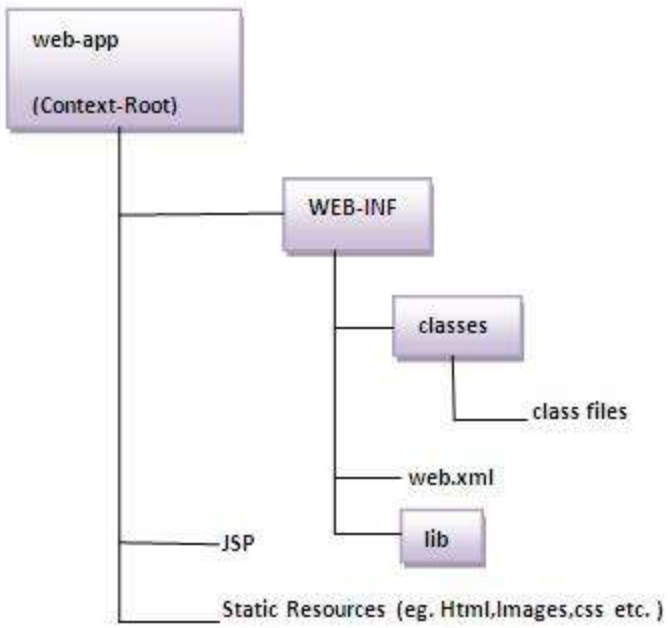 web-app
(Context-Root)
WEB-INF
classes
class files
web.xml
lib
JSP
Static Resources (eg. Html,Images,css etc. )